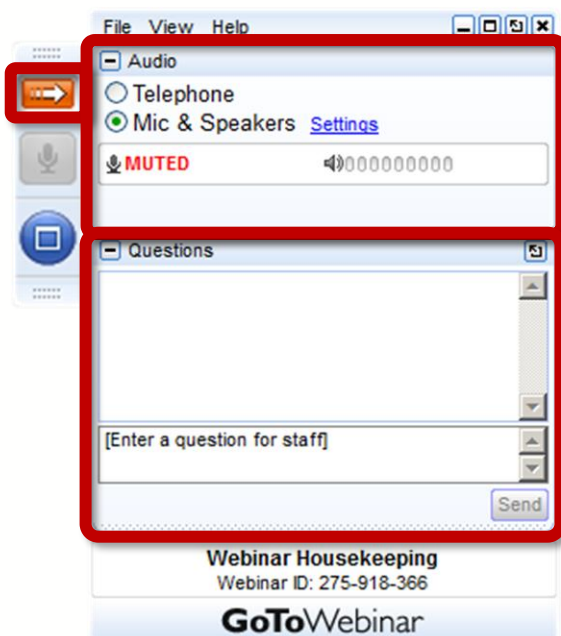 File View Help
Audio
Telephone
Mic & Speakers Settings
MUTED 000000000
Questions
[Enter a question for staff]
Send
Webinar Housekeeping
Webinar ID: 275-918-366
GoToWebinar